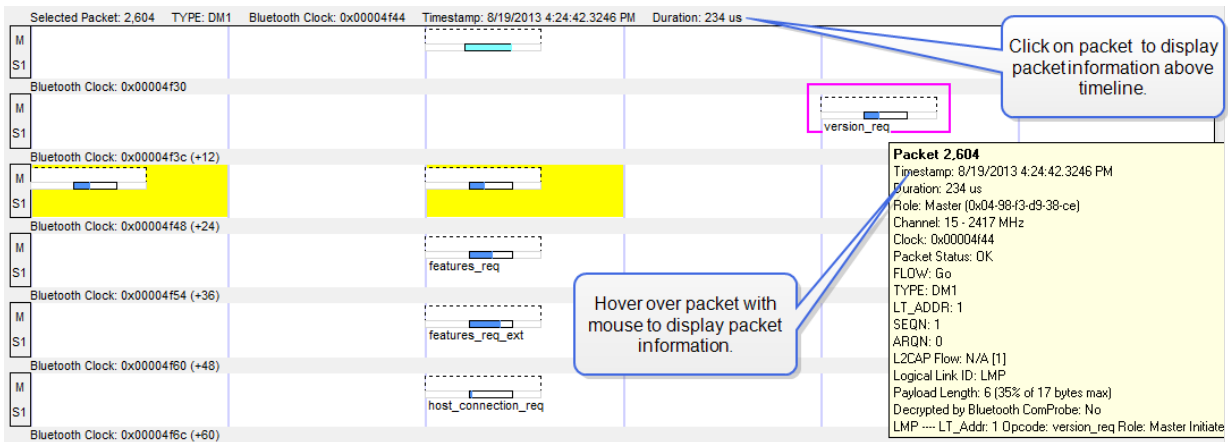 Selected Packet: 2,604 TYPE: DM1 Bluetooth Clock: 0x00004f44 Timestamp: 8/19/2013 4:24:42.3246 PM Duration: 234 us
M
S1
Click on packet to display
packet information above
timeline.
Bluetooth Clock: 0x00004f30
M
S1
version_req
Bluetooth Clock: 0x00004f3c (+12)
M
S1
Bluetooth Clock: 0x00004f48 (+24)
M
S1
features_req
Bluetooth Clock: 0x00004f54 (+36)
M
S1
features_req_ext
Bluetooth Clock: 0x00004f60 (+48)
M
S1
host_connection_req
Bluetooth Clock: 0x00004f6c (+60)
Hover over packet with
mouse to display packet
information.
Packet 2,604
Timestamp: 8/19/2013 4:24:42.3246 PM
Duration: 234 us
Role: Master (0x04-98-f3-d9-38-ce)
Channel: 15 - 2417 MHz
Clock: 0x00004f44
Packet Status: OK
FLOW: Go
TYPE: DM1
LT_ADDR: 1
SEQN: 1
ARQN: 0
L2CAP Flow: N/A [1]
Logical Link ID: LMP
Payload Length: 6 (35% of 17 bytes max)
Decrypted by Bluetooth ComProbe: No
LMP ---- LT_Addr: 1 Opcode: version_req Role: Master Initiate